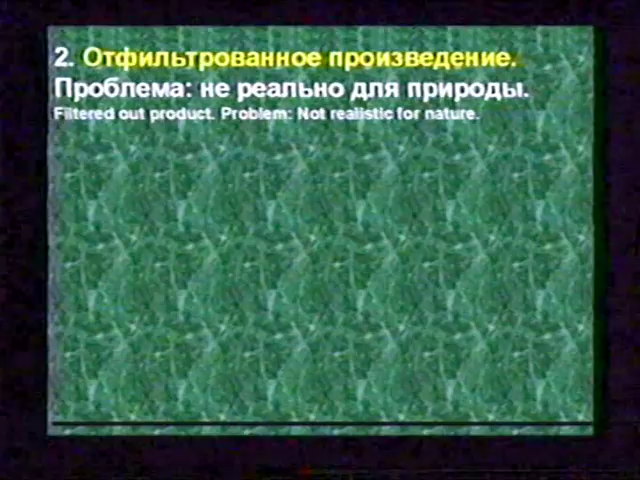 2. Отфильтрованное произведение.
Проблема: не реально для природы.
Filtered out product. Problem: Not realistic for nature.